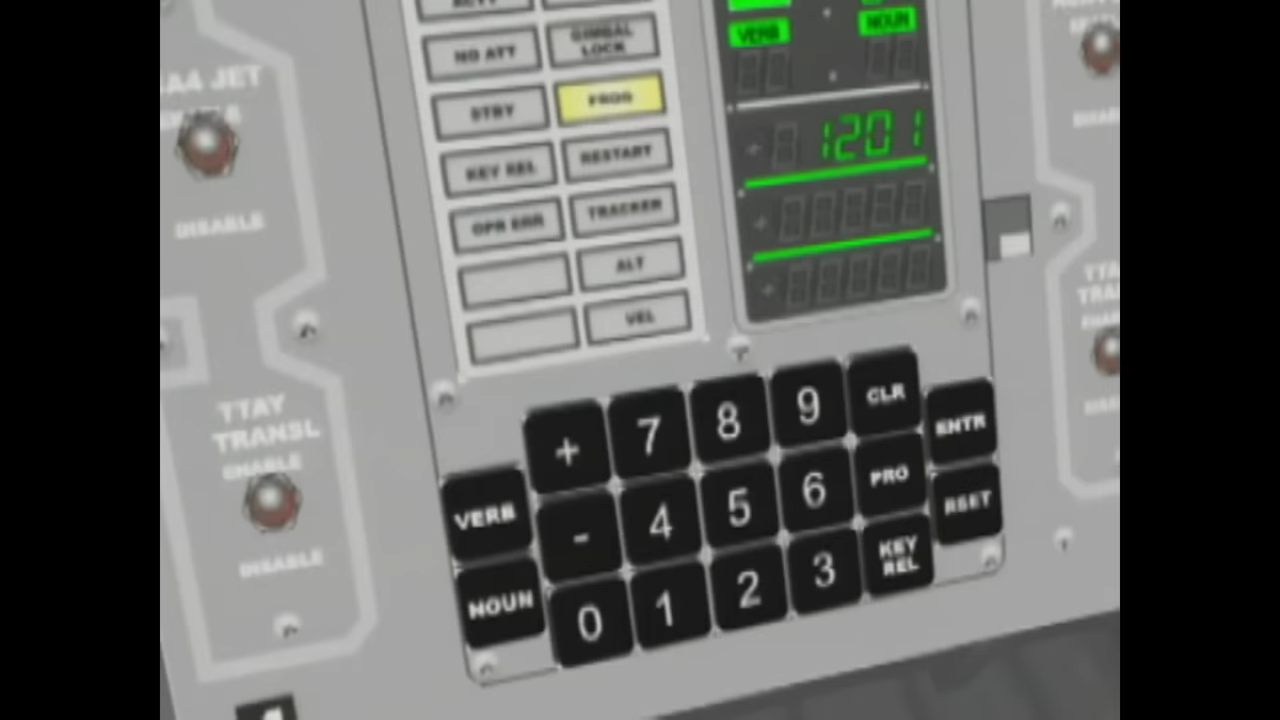 A4 JET
DISABLE
TTAY
TRANSL
ENABLE
DISABLE
NO ATT
GIMBAL
LOCK
STBY
PROG
KEY REL
RESTART
OPR ERR
TRACKER
ALT
VEL
VERB
NOUN
1201
+
7
8
9
CLR
ENTR
VERB
-
4
5
6
PRO
RSET
NOUN
0
1
2
3
KEY
REL